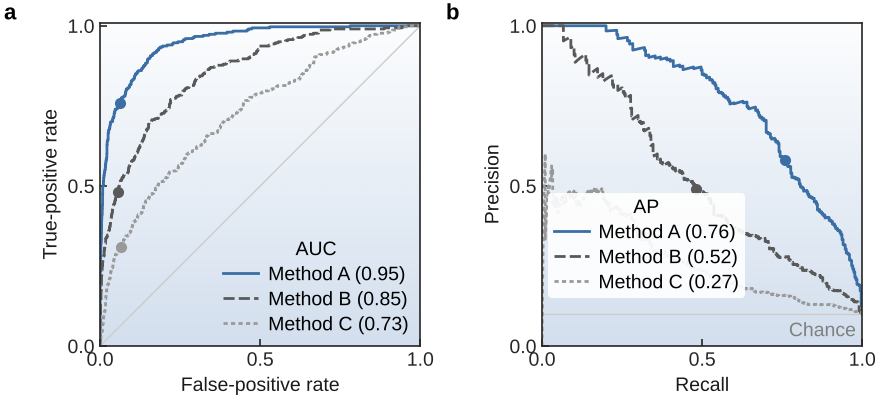 a
1.0
0.5
0.0
0.0
0.5
1.0
True-positive rate
False-positive rate
AUC
Method A (0.95)
Method B (0.85)
Method C (0.73)
b
1.0
0.5
0.0
0.0
0.5
1.0
Precision
Recall
AP
Method A (0.76)
Method B (0.52)
Method C (0.27)
Chance